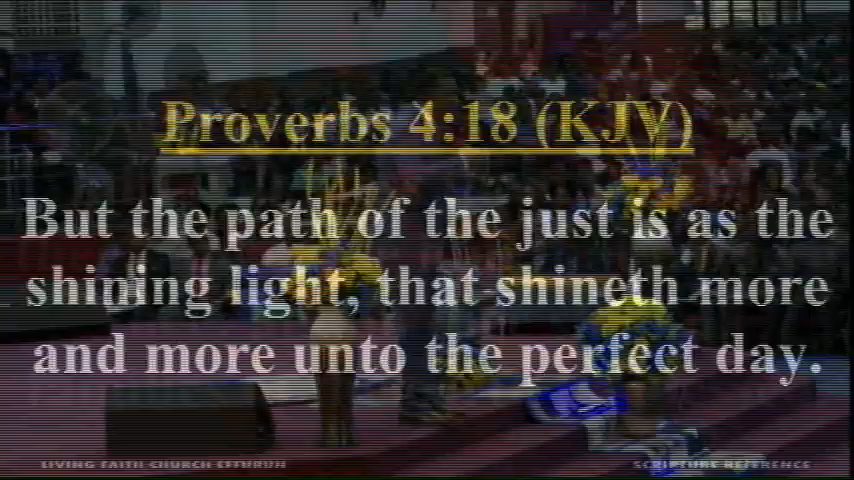 Proverbs 4:18 (KJV)
But the path of the just is as the
shining light, that shineth more
and more unto the perfect day.
LIVING FAITH CHURCH EFFURUN
SCRIPTURE REFERENCE